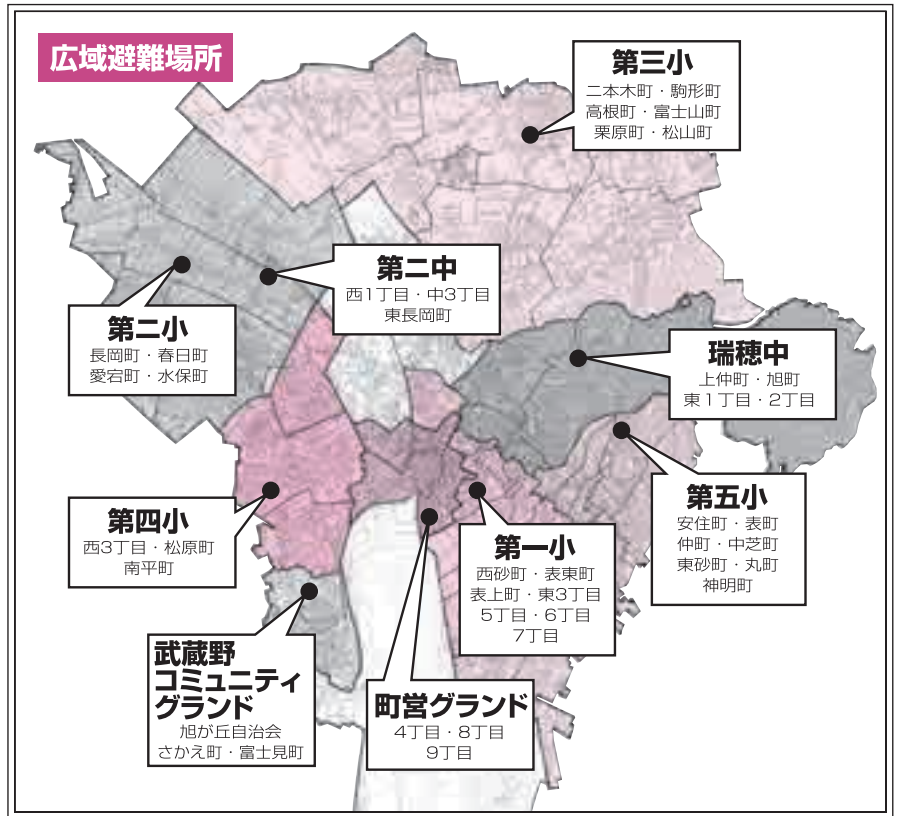 広域避難場所
第三小
二本木町・駒形町
高根町・富士山町
栗原町・松山町
第二中
西1丁目・中3丁目
東長岡町
第二小
長岡町・春日町
愛宕町・水保町
瑞穂中
上仲町・旭町
東1丁目・2丁目
第五小
安住町・表町
仲町・中芝町
東砂町・丸町
神明町
第四小
西3丁目・松原町
南平町
第一小
西砂町・表東町
表上町・東3丁目
5丁目・6丁目
7丁目
武蔵野
コミュニティ
グランド
旭が丘自治会
さかえ町・富士見町
町営グランド
4丁目・8丁目
9丁目